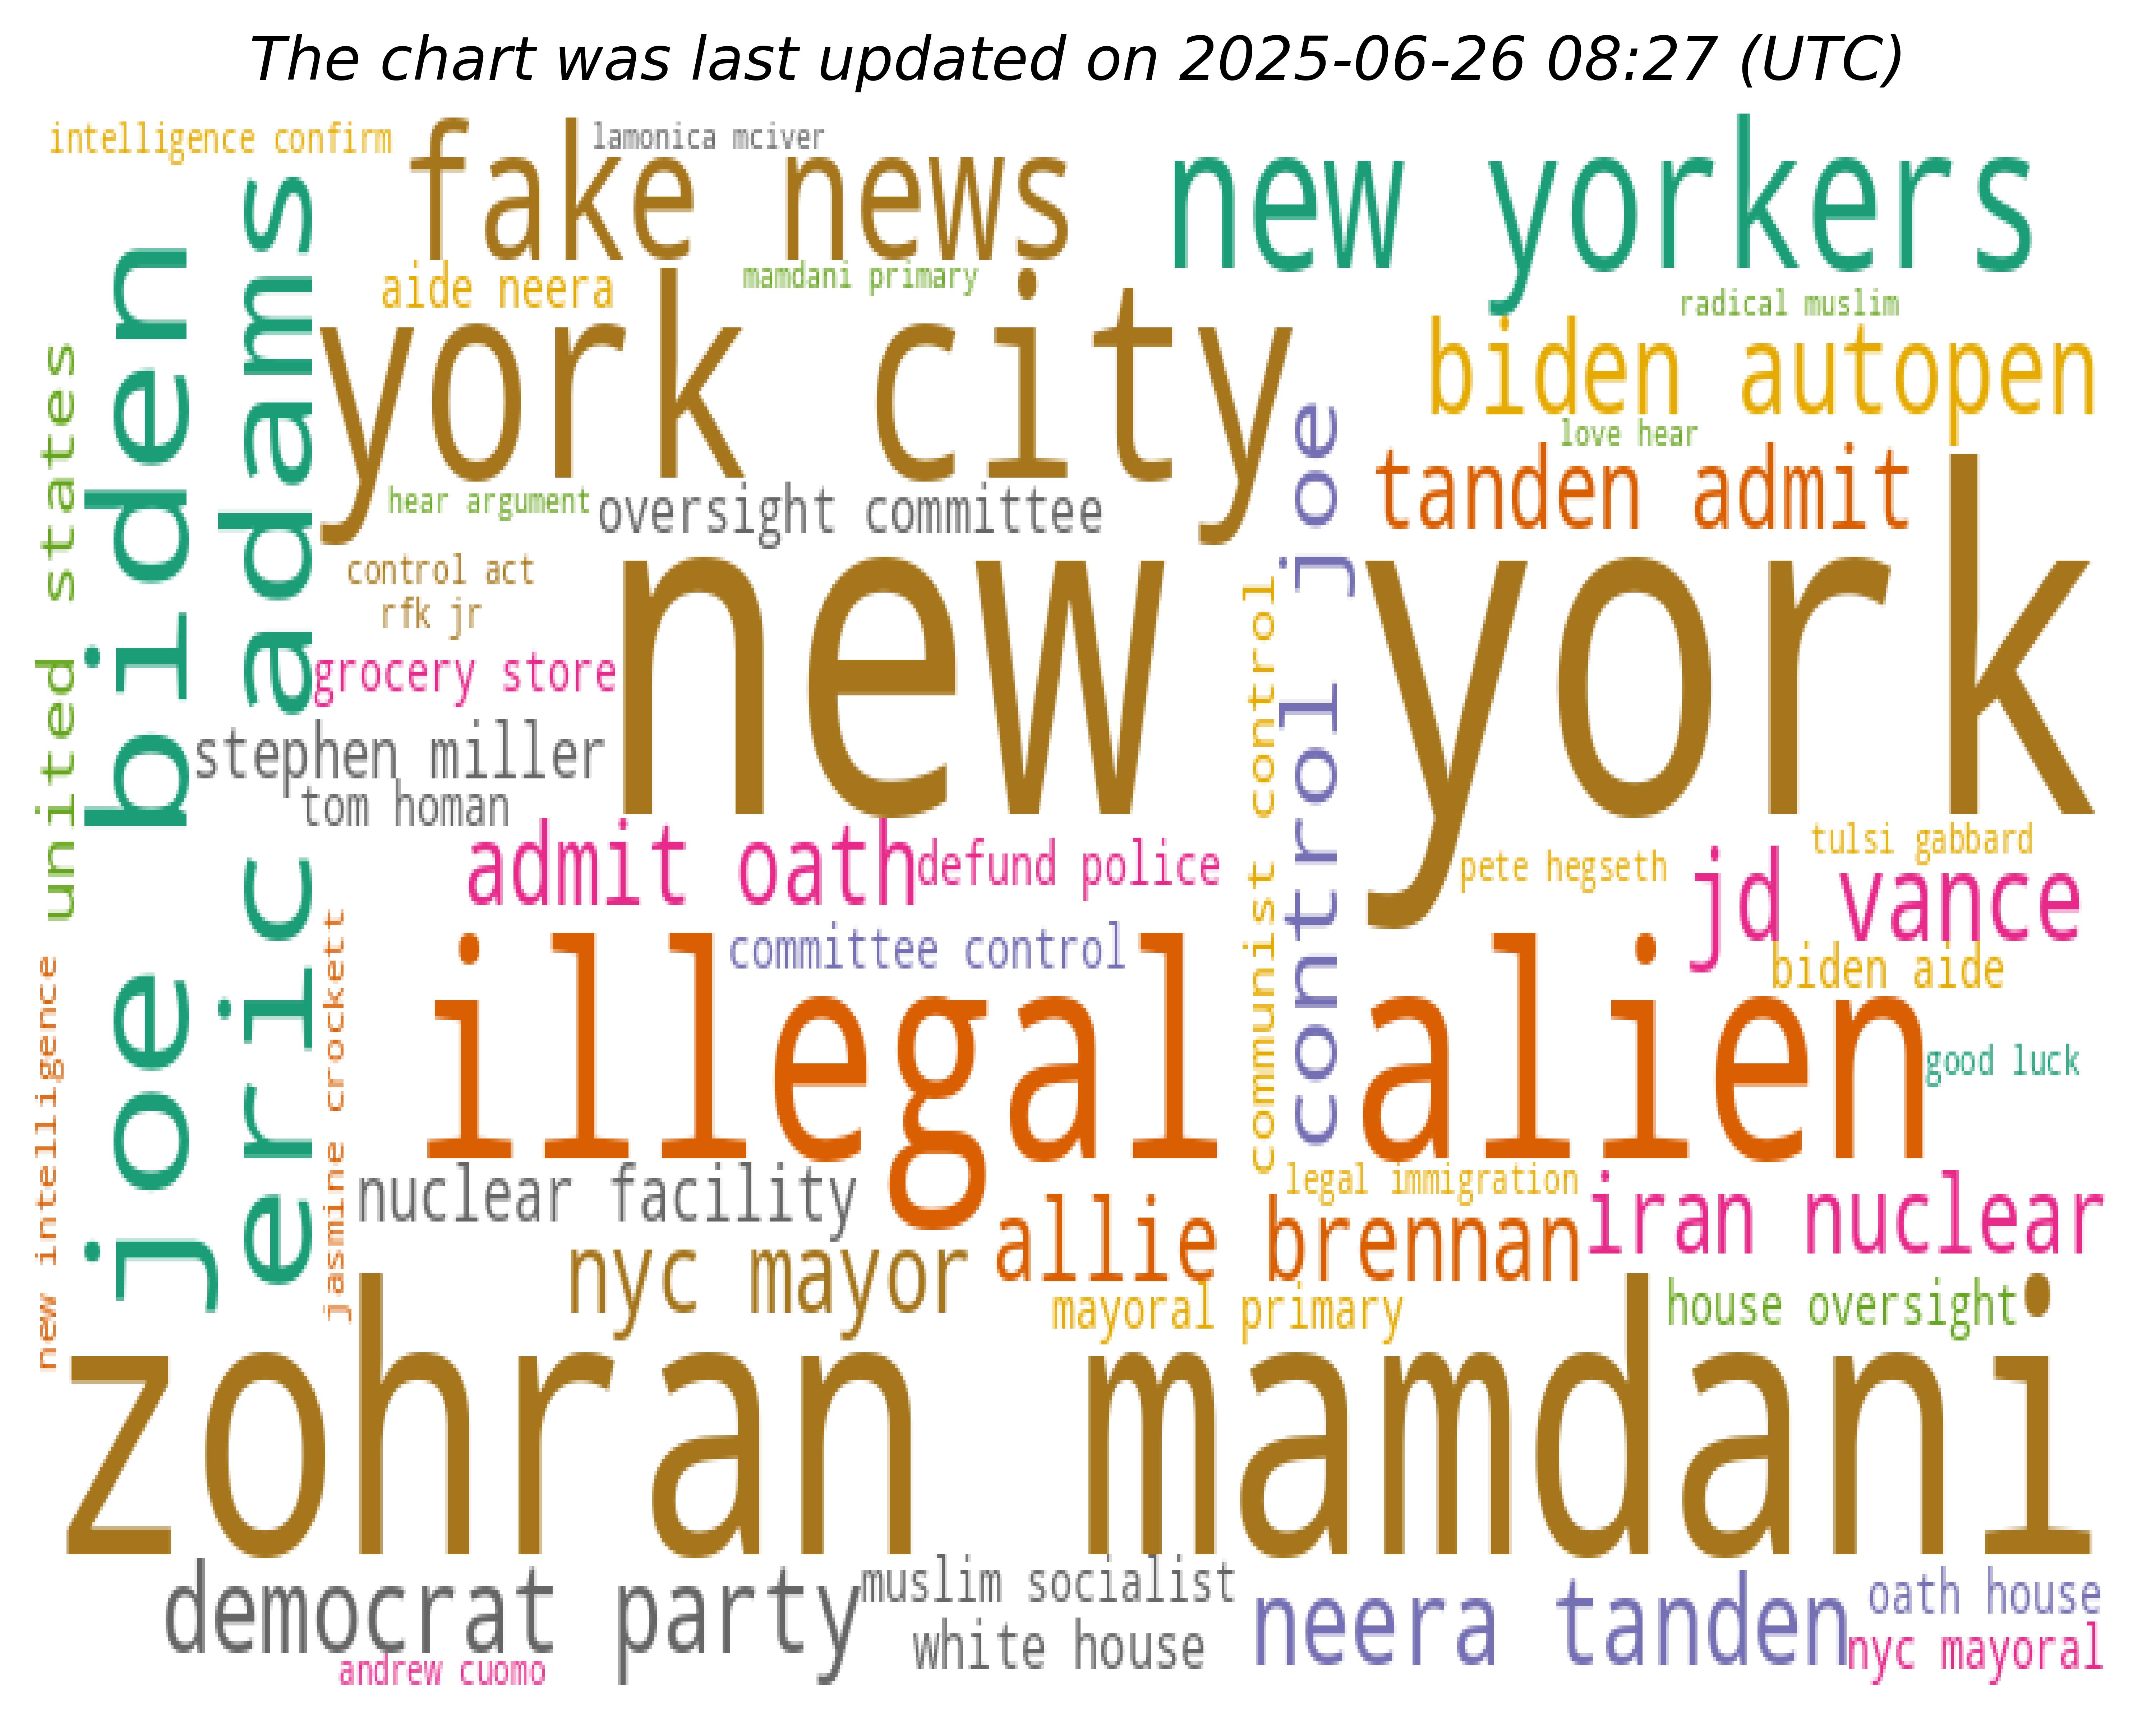 The chart was last updated on 2025-06-26 08:27 (UTC)
intelligence confirm
fake news
lamonica mciver
new yorkers
aide neera
mamdani primary
radical muslim
york city
biden autopen
love hear
tanden admit
hear argument
oversight committee
control act
rfk jr
new york
grocery store
stephen miller
tom homan
united states
joe biden
jeric adams
control joe
communist control
admit oath
defund police
pete hegseth
tulsi gabbard
jd vance
committee control
biden aide
illegal alien
good luck
new intelligence
jasmine crockett
nuclear facility
legal immigration
allie brennan
iran nuclear
nyc mayor
mayoral primary
house oversight
zohran mamdani
democrat party
muslim socialist
white house
neera tanden
oath house
nyc mayoral
andrew cuomo